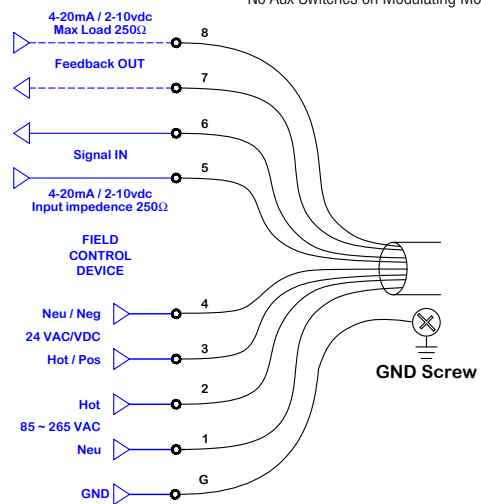 No Aux Switches on Modulating Mo
4-20mA / 2-10vdc
Max Load 250Ω
8
Feedback OUT
7
6
Signal IN
5
4-20mA / 2-10vdc
Input impedence 250Ω
FIELD
CONTROL
DEVICE
Neu / Neg
4
24 VAC/VDC
Hot / Pos
3
GND Screw
Hot
2
85 ~ 265 VAC
Neu
1
GND
G